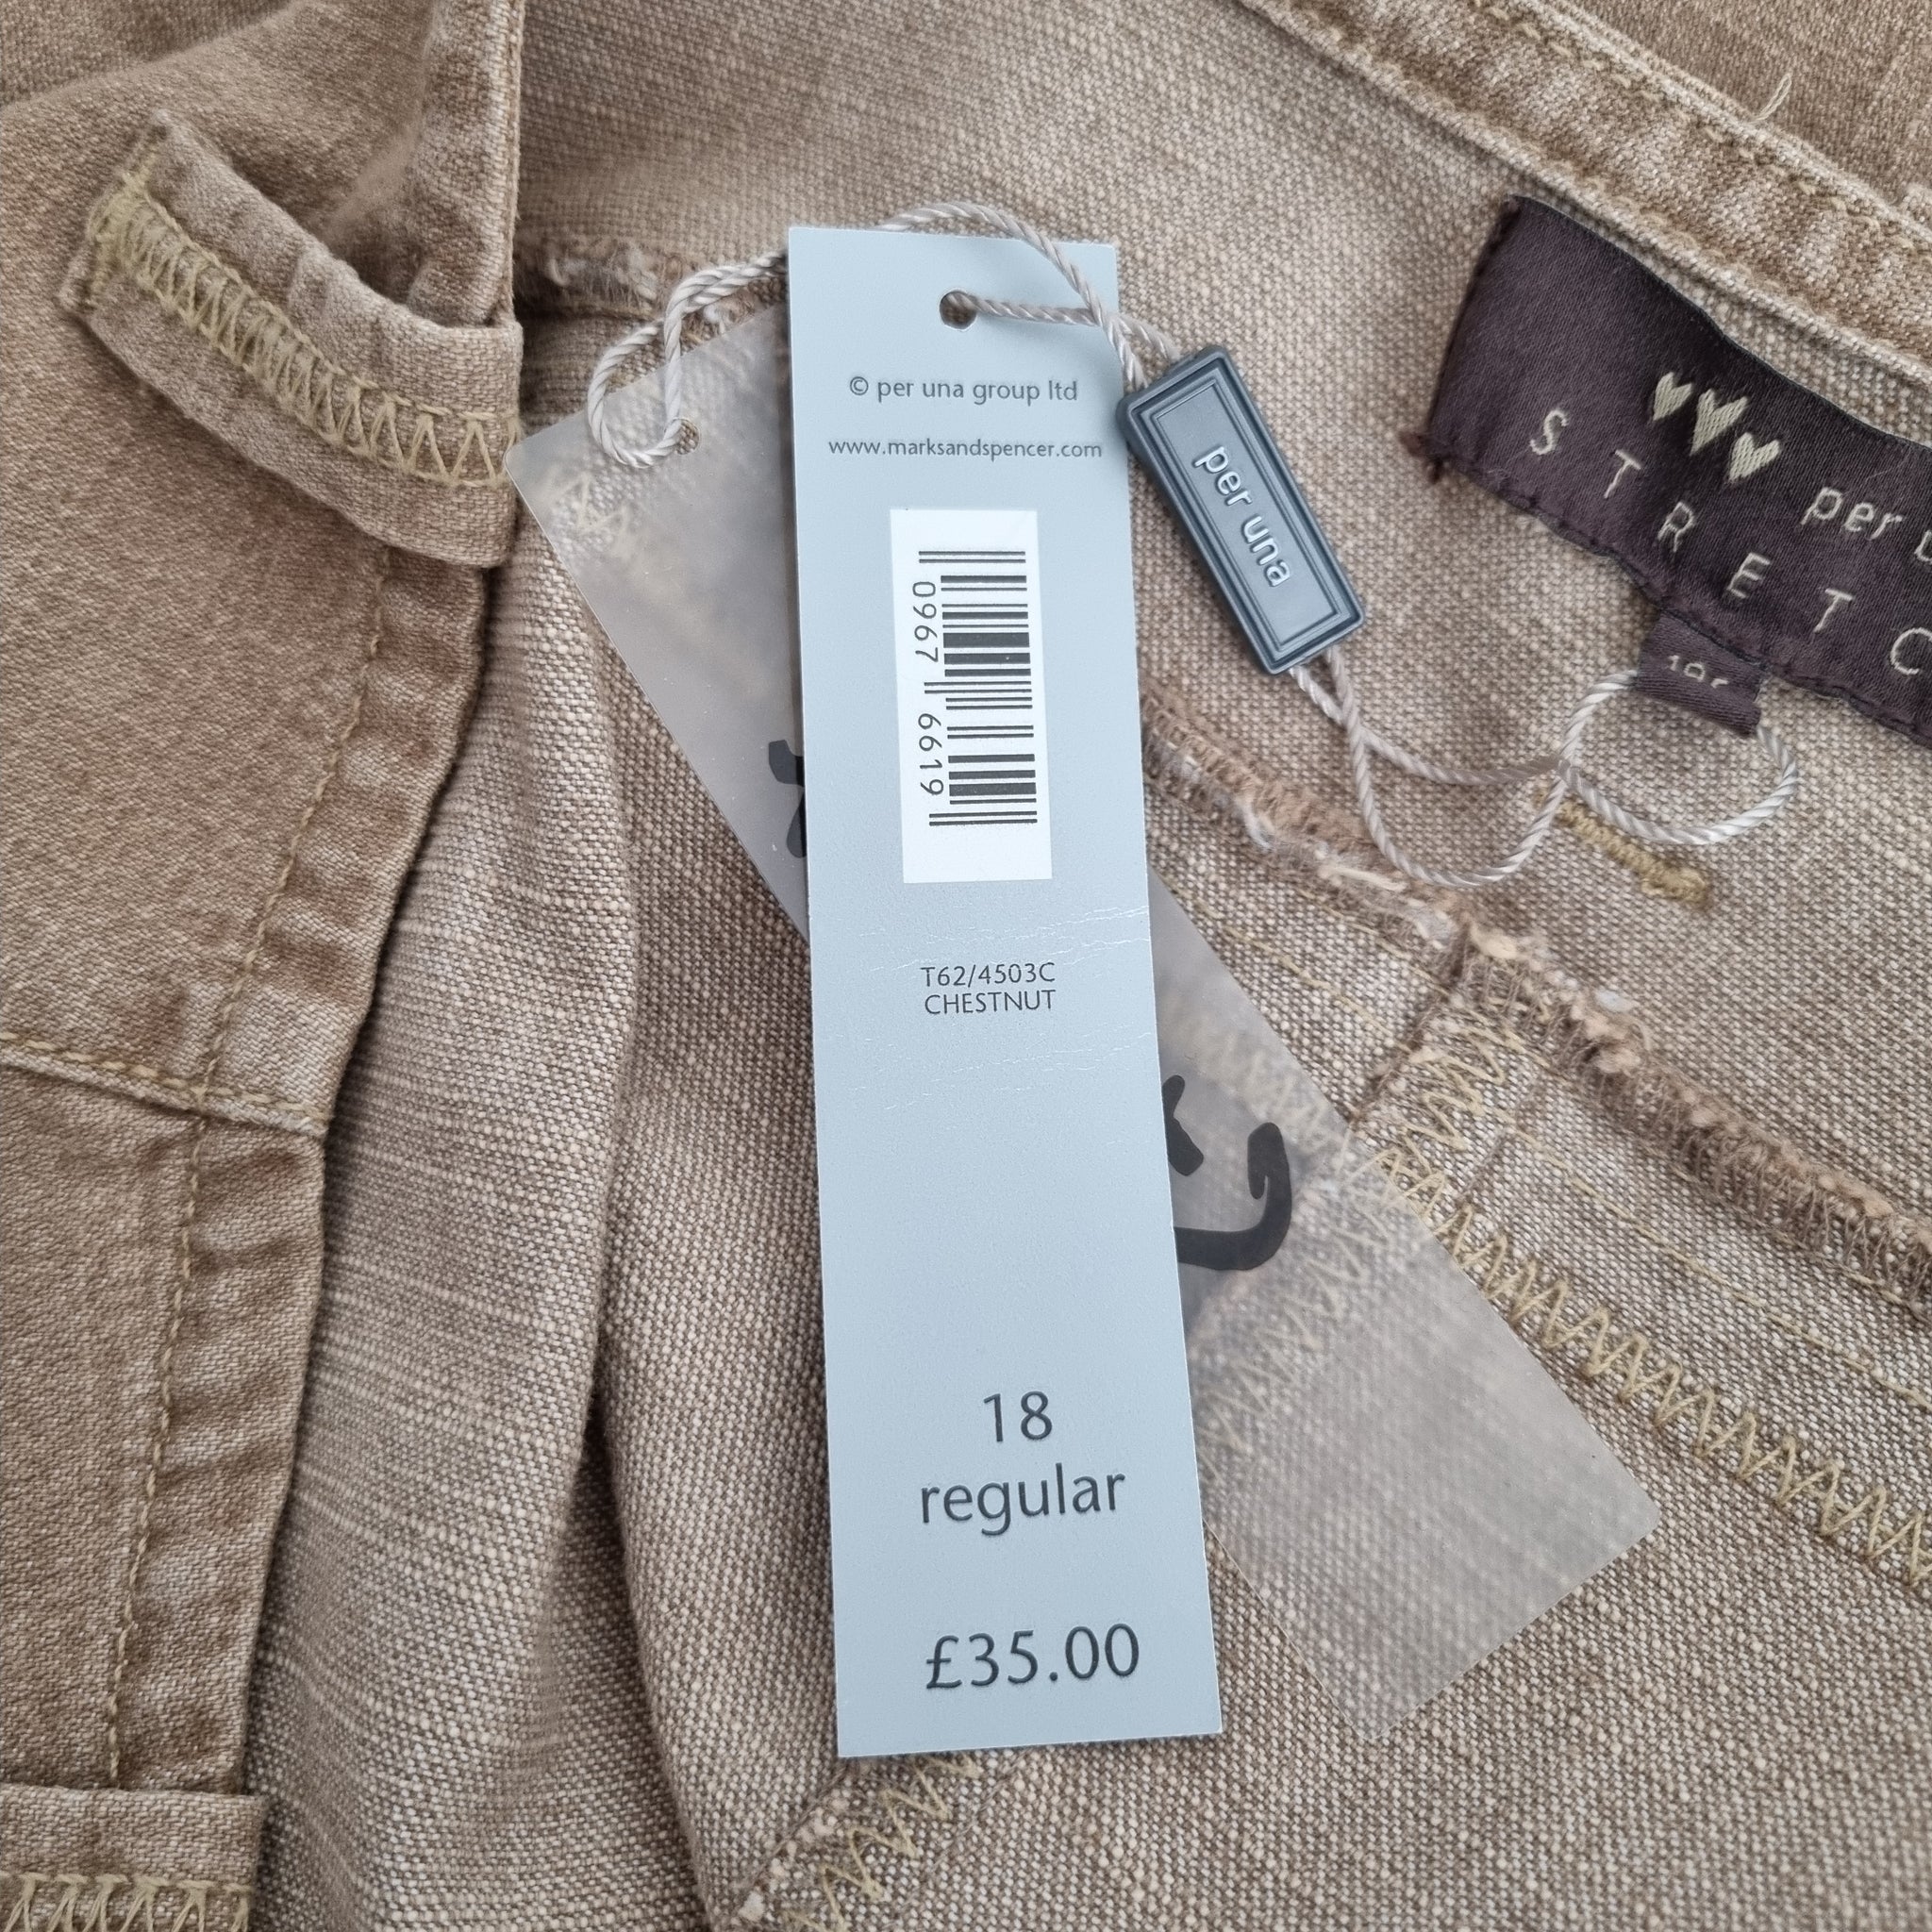 © per una group ltd
www.marksandspencer.com
0967 6619
T62/4503C
CHESTNUT
18
regular
£35.00
per una
per
STRETC
18r